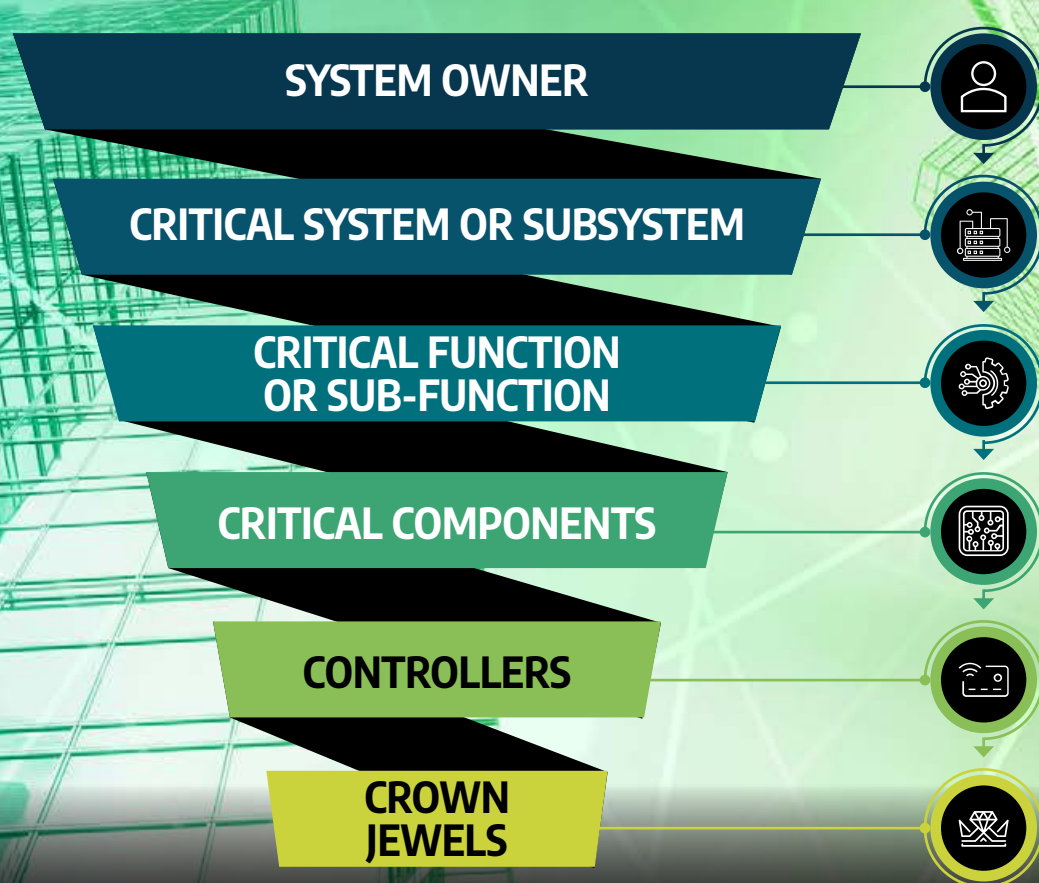 SYSTEM OWNER
CRITICAL SYSTEM OR SUBSYSTEM
CRITICAL FUNCTION
OR SUB-FUNCTION
CRITICAL COMPONENTS
CONTROLLERS
CROWN
JEWELS